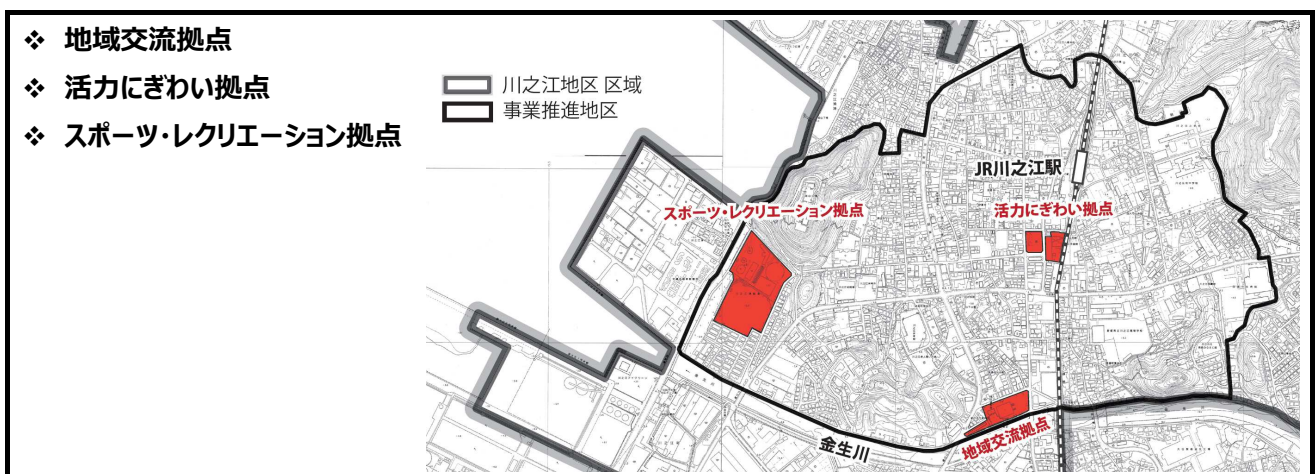 ❖ 地域交流拠点
❖ 活力にぎわい拠点
❖ スポーツ・レクリエーション拠点
川之江地区 区域
事業推進地区
JR川之江駅
スポーツ・レクリエーション拠点
活力にぎわい拠点
地域交流拠点
金生川